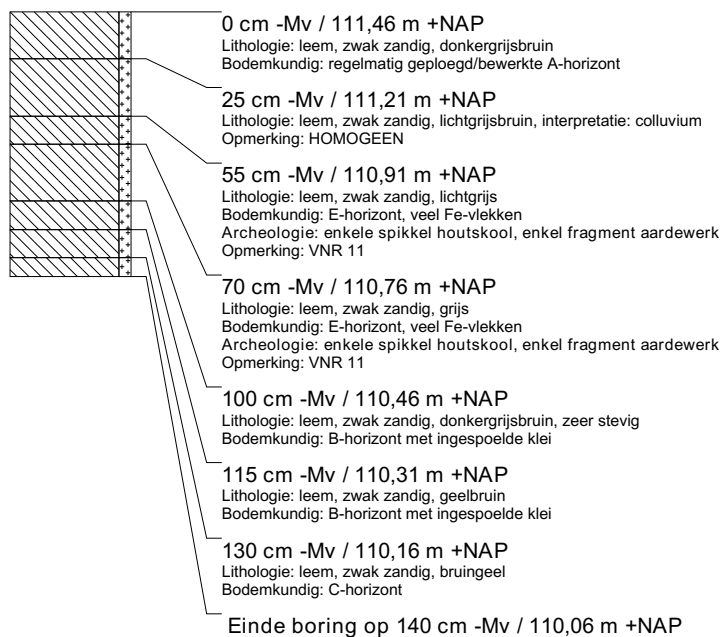 0 cm -Mv / 111,46 m +NAP
Lithologie: leem, zwak zandig, donkergrijsbruin
Bodemkundig: regelmatig geploegd/bewerkte A-horizont
25 cm -Mv / 111,21 m +NAP
Lithologie: leem, zwak zandig, lichtgrijsbruin, interpretatie: colluvium
Opmerking: HOMOGEEN
55 cm -Mv / 110,91 m +NAP
Lithologie: leem, zwak zandig, lichtgrijs
Bodemkundig: E-horizont, veel Fe-vlekken
Archeologie: enkele spikkel houtskool, enkel fragment aardewerk
Opmerking: VNR 11
70 cm -Mv / 110,76 m +NAP
Lithologie: leem, zwak zandig, grijs
Bodemkundig: E-horizont, veel Fe-vlekken
Archeologie: enkele spikkel houtskool, enkel fragment aardewerk
Opmerking: VNR 11
100 cm -Mv / 110,46 m +NAP
Lithologie: leem, zwak zandig, donkergrijsbruin, zeer stevig
Bodemkundig: B-horizont met ingespoelde klei
115 cm -Mv / 110,31 m +NAP
Lithologie: leem, zwak zandig, geelbruin
Bodemkundig: B-horizont met ingespoelde klei
130 cm -Mv / 110,16 m +NAP
Lithologie: leem, zwak zandig, bruingeel
Bodemkundig: C-horizont
Einde boring op 140 cm -Mv / 110,06 m +NAP